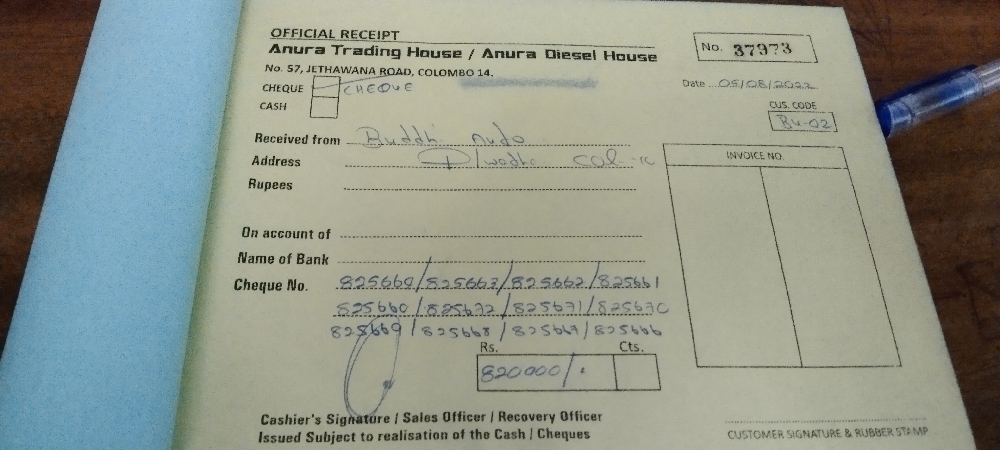 OFFICIAL RECEIPT
Anura Trading House / Anura Diesel House
No. 37973
No. 57, JETHAWANA ROAD, COLOMBO 14.
Date 05/08/2022
CHEQUE CHEQUE
CASH
CUS. CODE
Bu-02
Received from Buddhi
Address
INVOICE NO.
Rupees
On account of
Name of Bank
Cheque No. 825664/825663/825662/825661
825660/825672/825671/825670
825669/825668/825667/825666
Rs. Cts.
820000/.
Cashier's Signature / Sales Officer / Recovery Officer
Issued Subject to realisation of the Cash / Cheques
CUSTOMER SIGNATURE & RUBBER STAMP